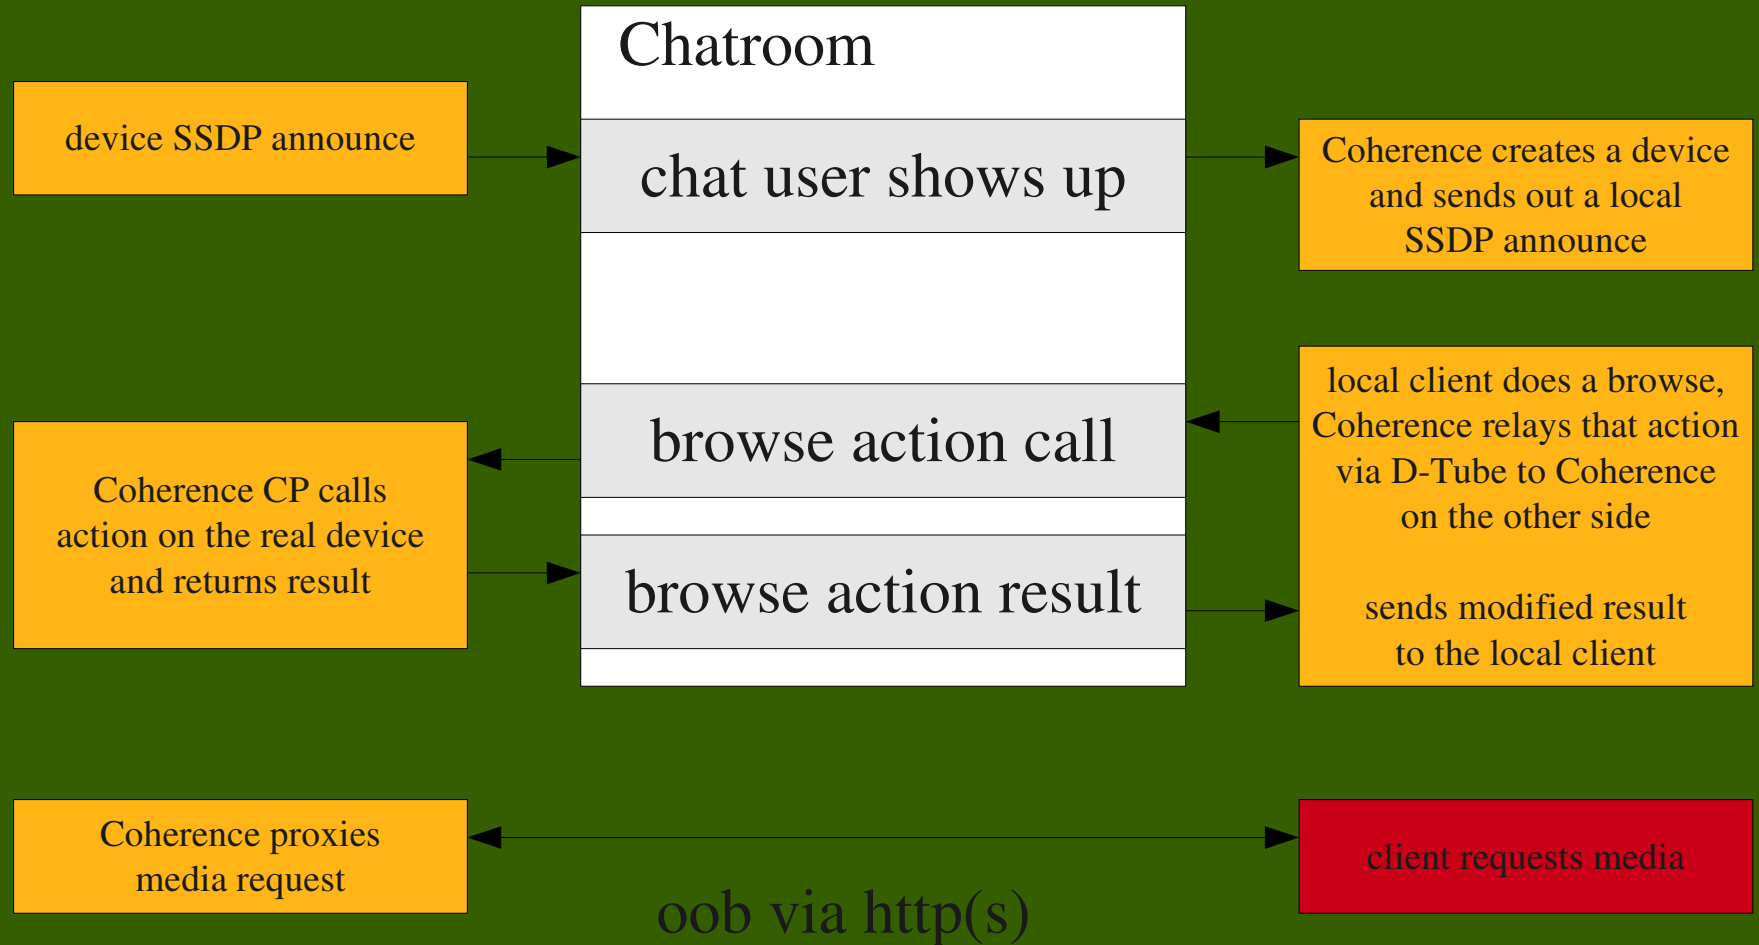 Chatroom
device SSDP announce
chat user shows up
Coherence creates a device
and sends out a local
SSDP announce
browse action call
local client does a browse,
Coherence relays that action
via D-Tube to Coherence
on the other side
Coherence CP calls
action on the real device
and returns result
browse action result
sends modified result
to the local client
Coherence proxies
media request
client requests media
oob via http(s)